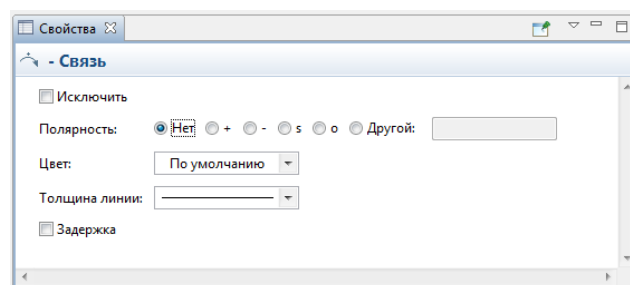 Свойства
- Связь
Исключить
Полярность: Нет + - s o Другой:
Цвет: По умолчанию
Толщина линии:
Задержка